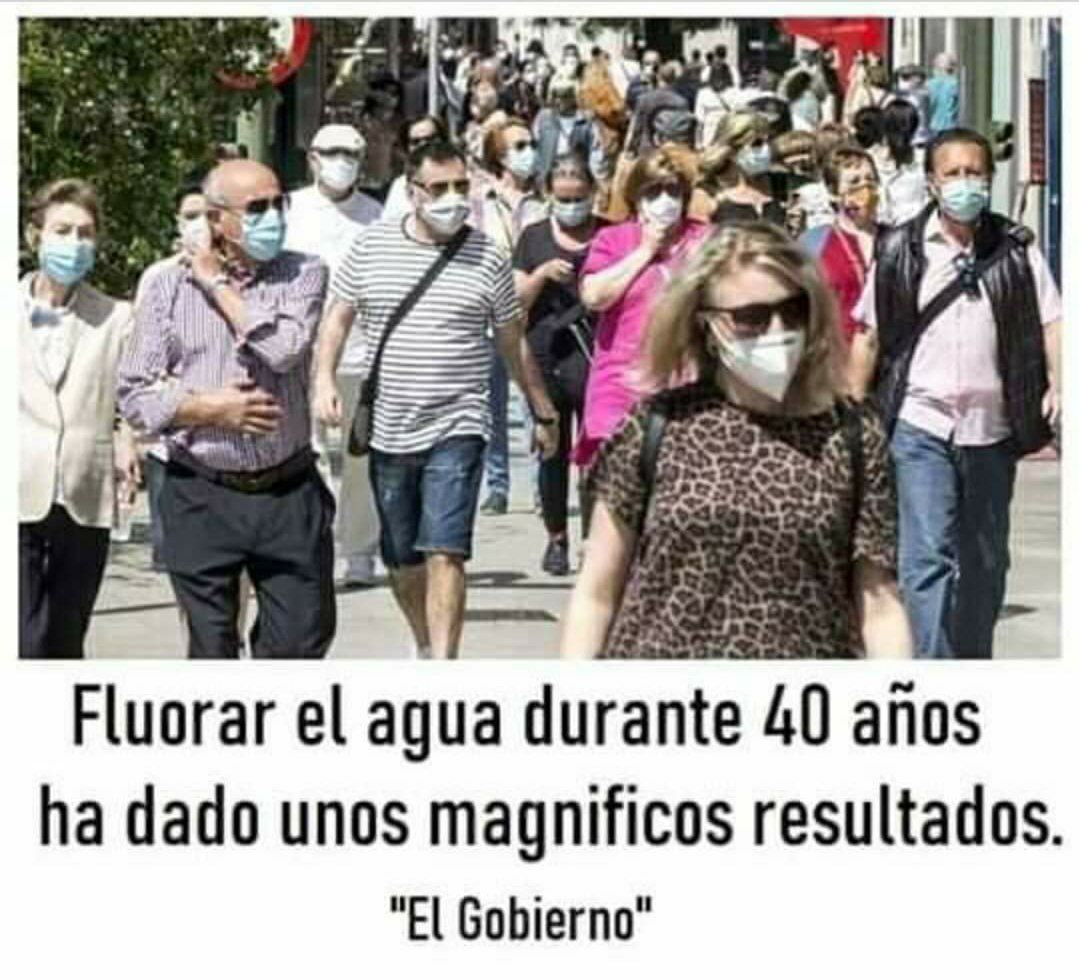 Fluorar el agua durante 40 años
ha dado unos magnificos resultados.
"El Gobierno"